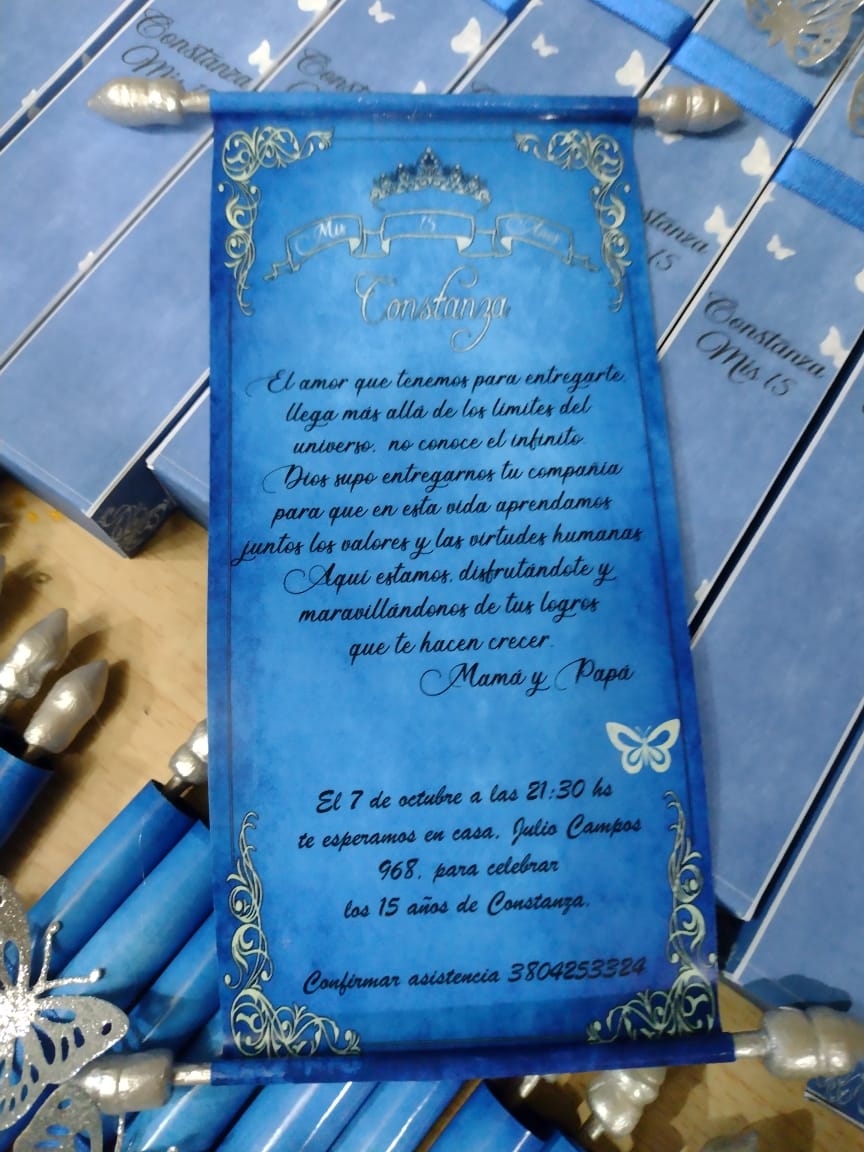 Constanza
Mis
Constanza
Mis 15 Años
Constanza
El amor que tenemos para entregarte
llega más allá de los límites del
universo, no conoce el infinito.
Dios supo entregarnos tu compañía
para que en esta vida aprendamos
juntos los valores y las virtudes humanas
Aquí estamos, disfrutándote y
maravillándonos de tus logros
que te hacen crecer.
Mamá y Papá
El 7 de octubre a las 21:30 hs
te esperamos en casa, Julio Campos
968, para celebrar
los 15 años de Constanza.
Confirmar asistencia 3804253324
stanza
15
Constanza
Mis 15